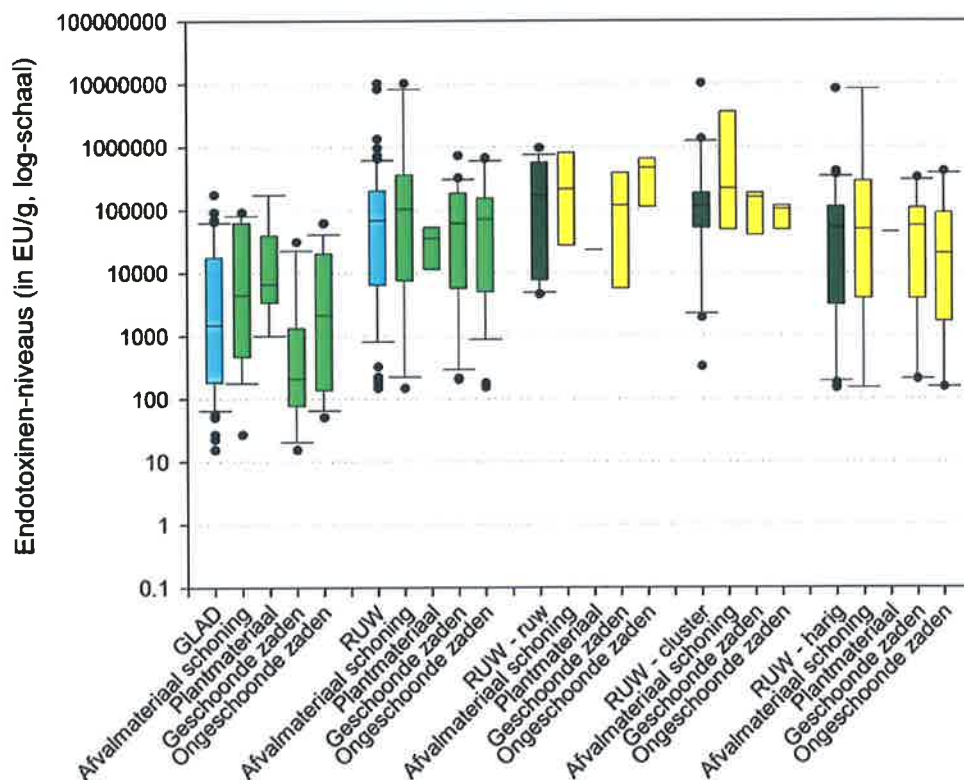 Endotoxinen-niveaus (in EU/g, log-schaal)
100000000
10000000
1000000
100000
10000
1000
100
10
1
0.1
GLAD
Afvalmateriaal schoning
Plantmateriaal
Geschoonde zaden
Ongeschoonde zaden
RUW
Afvalmateriaal schoning
Plantmateriaal
Geschoonde zaden
Ongeschoonde zaden
RUW - ruw
Afvalmateriaal schoning
Plantmateriaal
Geschoonde zaden
Ongeschoonde zaden
RUW - cluster
Afvalmateriaal schoning
Geschoonde zaden
Ongeschoonde zaden
RUW - harig
Afvalmateriaal schoning
Plantmateriaal
Geschoonde zaden
Ongeschoonde zaden